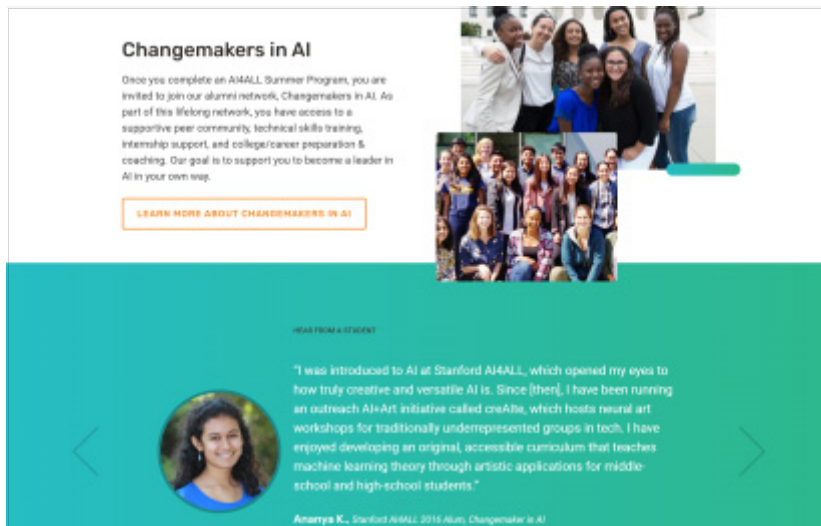 Changemakers in AI
Once you complete an AI4ALL Summer Program, you are
invited to join our alumni network, Changemakers in AI. As
part of this lifelong network, you have access to a
supportive peer community, technical skills training,
internship support, and college/career preparation &
coaching. Our goal is to support you to become a leader in
AI in your own way.
LEARN MORE ABOUT CHANGEMAKERS IN AI
HEAR FROM A STUDENT
"I was introduced to AI at Stanford AI4ALL, which opened my eyes to
how truly creative and versatile AI is. Since [then], I have been running
an outreach AI+Art initiative called creAIte, which hosts neural art
workshops for traditionally underrepresented groups in tech. I have
enjoyed developing an original, accessible curriculum that teaches
machine learning theory through artistic applications for middle-
school and high-school students."
Ananya K., Stanford AI4ALL 2015 Alum, Changemaker in AI